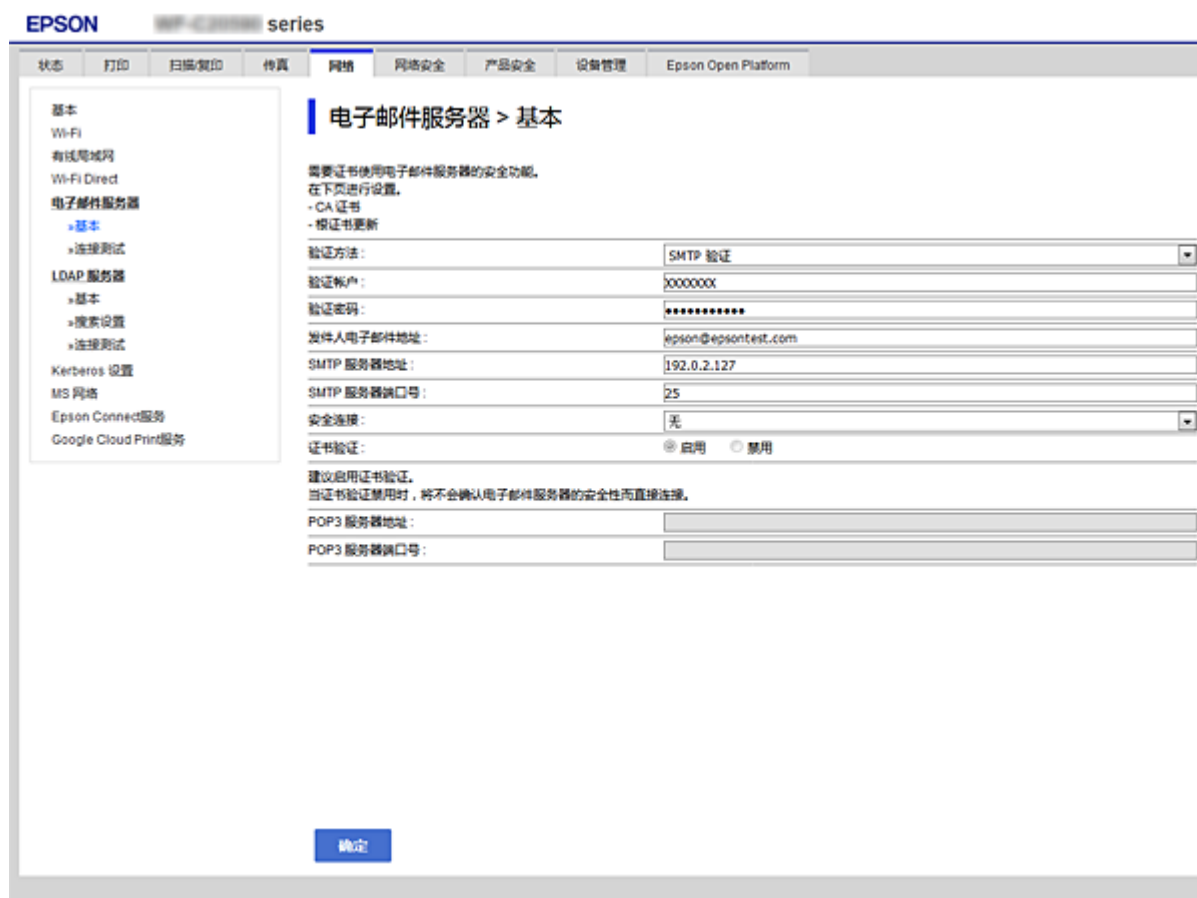 EPSON series
状态 打印 扫描/复印 传真 网络 网络安全 产品安全 设备管理 Epson Open Platform
基本
Wi-Fi
有线局域网
Wi-Fi Direct
电子邮件服务器
»基本
»连接测试
LDAP 服务器
»基本
»搜索设置
»连接测试
Kerberos 设置
MS 网络
Epson Connect服务
Google Cloud Print服务
电子邮件服务器 > 基本
需要证书使用电子邮件服务器的安全功能。
在下页进行设置。
- CA 证书
- 根证书更新
验证方法 : SMTP 验证
验证帐户 : XXXXXXX
验证密码 : •••••••••••
发件人电子邮件地址 : epson@epsontest.com
SMTP 服务器地址 : 192.0.2.127
SMTP 服务器端口号 : 25
安全连接 : 无
证书验证 : 启用 禁用
建议启用证书验证。
当证书验证禁用时，将不会确认电子邮件服务器的安全性而直接连接。
POP3 服务器地址 :
POP3 服务器端口号 :
确定